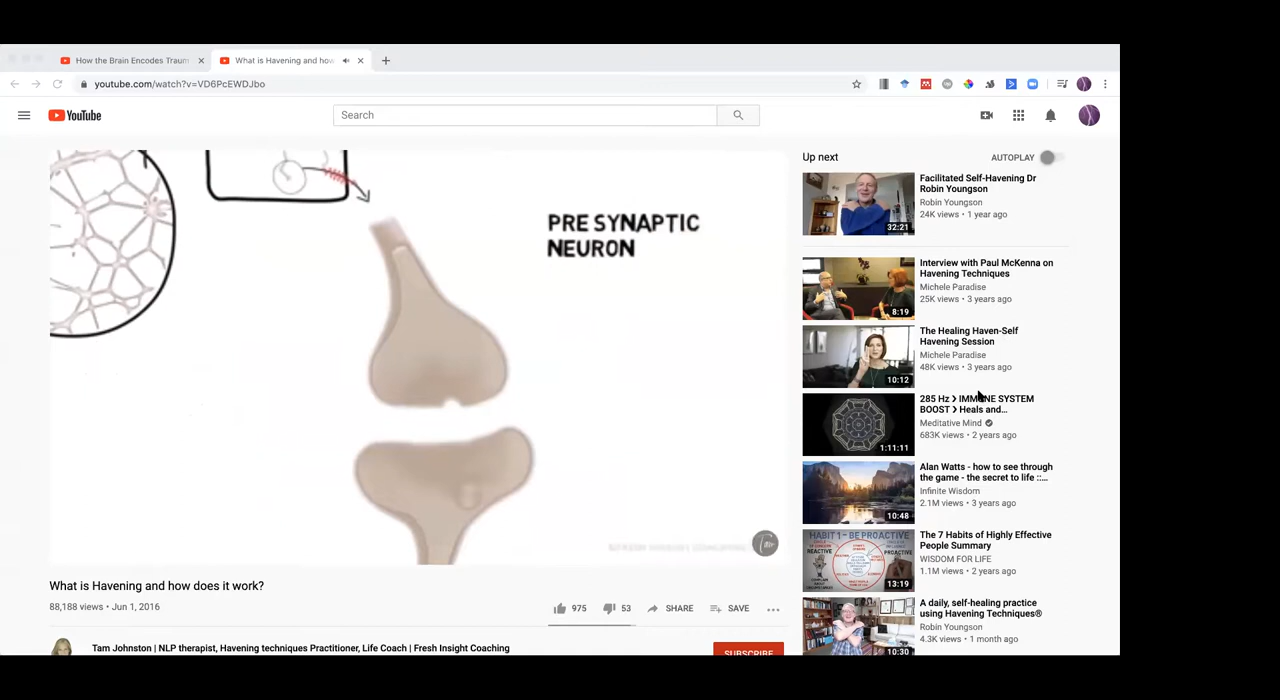 How the Brain Encodes Traum
What is Havening and how
youtube.com/watch?v=VD6PcEWDJbo
YouTube
Search
PRE SYNAPTIC
NEURON
What is Havening and how does it work?
88,188 views • Jun 1, 2016
975
53
SHARE
SAVE
Tam Johnston | NLP therapist, Havening techniques Practitioner, Life Coach | Fresh Insight Coaching
SUBSCRIBE
Up next
AUTOPLAY
32:21
Facilitated Self-Havening Dr
Robin Youngson
Robin Youngson
24K views • 1 year ago
8:19
Interview with Paul McKenna on
Havening Techniques
Michele Paradise
25K views • 3 years ago
10:12
The Healing Haven-Self
Havening Session
Michele Paradise
48K views • 3 years ago
1:11:11
285 Hz ❯ IMMUNE SYSTEM
BOOST ❯ Heals and...
Meditative Mind
683K views • 2 years ago
10:48
Alan Watts - how to see through
the game - the secret to life ::...
Infinite Wisdom
2.1M views • 3 years ago
HABIT 1 - BE PROACTIVE
REACTIVE
PROACTIVE
13:19
The 7 Habits of Highly Effective
People Summary
WISDOM FOR LIFE
1.1M views • 2 years ago
10:30
A daily, self-healing practice
using Havening Techniques®
Robin Youngson
4.3K views • 1 month ago